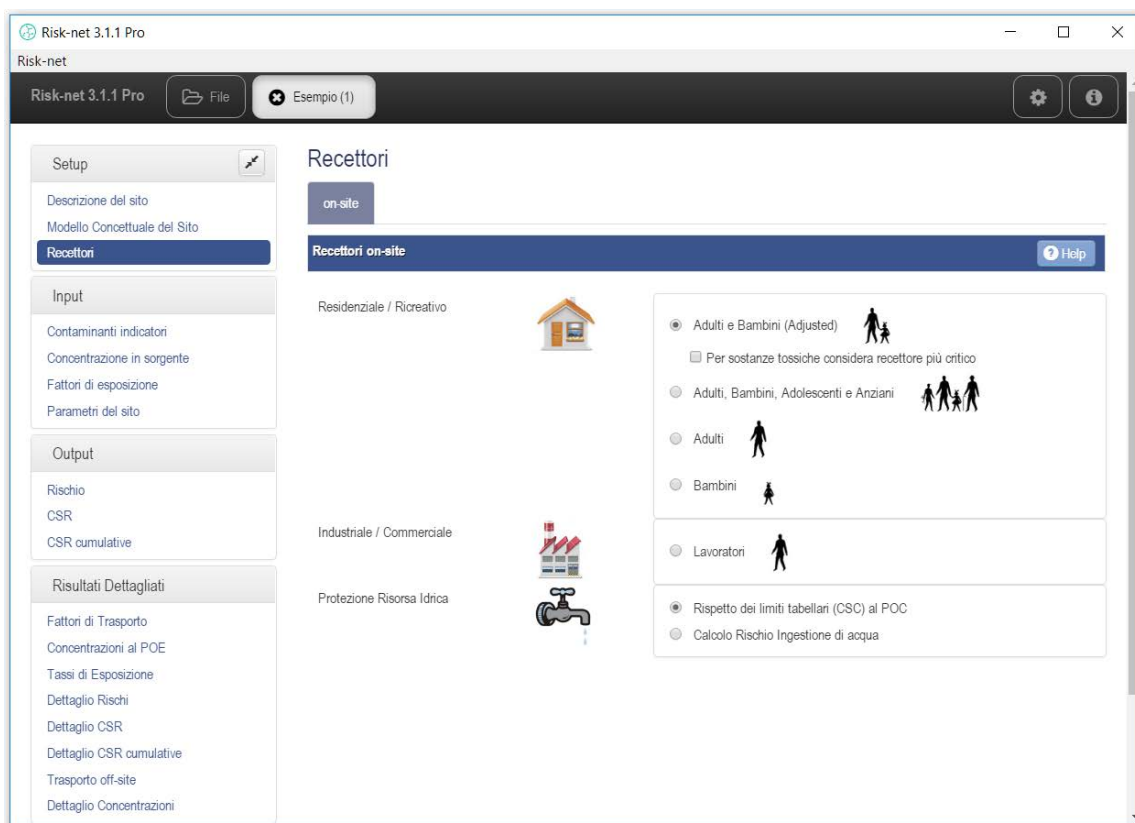 Risk-net 3.1.1 Pro
Risk-net
Risk-net 3.1.1 Pro
File
Esempio (1)
Setup
Descrizione del sito
Modello Concettuale del Sito
Recettori
Input
Contaminanti indicatori
Concentrazione in sorgente
Fattori di esposizione
Parametri del sito
Output
Rischio
CSR
CSR cumulative
Risultati Dettagliati
Fattori di Trasporto
Concentrazioni al POE
Tassi di Esposizione
Dettaglio Rischi
Dettaglio CSR
Dettaglio CSR cumulative
Trasporto off-site
Dettaglio Concentrazioni
Recettori
on-site
Recettori on-site
Help
Residenziale / Ricreativo
Adulti e Bambini (Adjusted)
Per sostanze tossiche considera recettore più critico
Adulti, Bambini, Adolescenti e Anziani
Adulti
Bambini
Industriale / Commerciale
Lavoratori
Protezione Risorsa Idrica
Rispetto dei limiti tabellari (CSC) al POC
Calcolo Rischio Ingestione di acqua